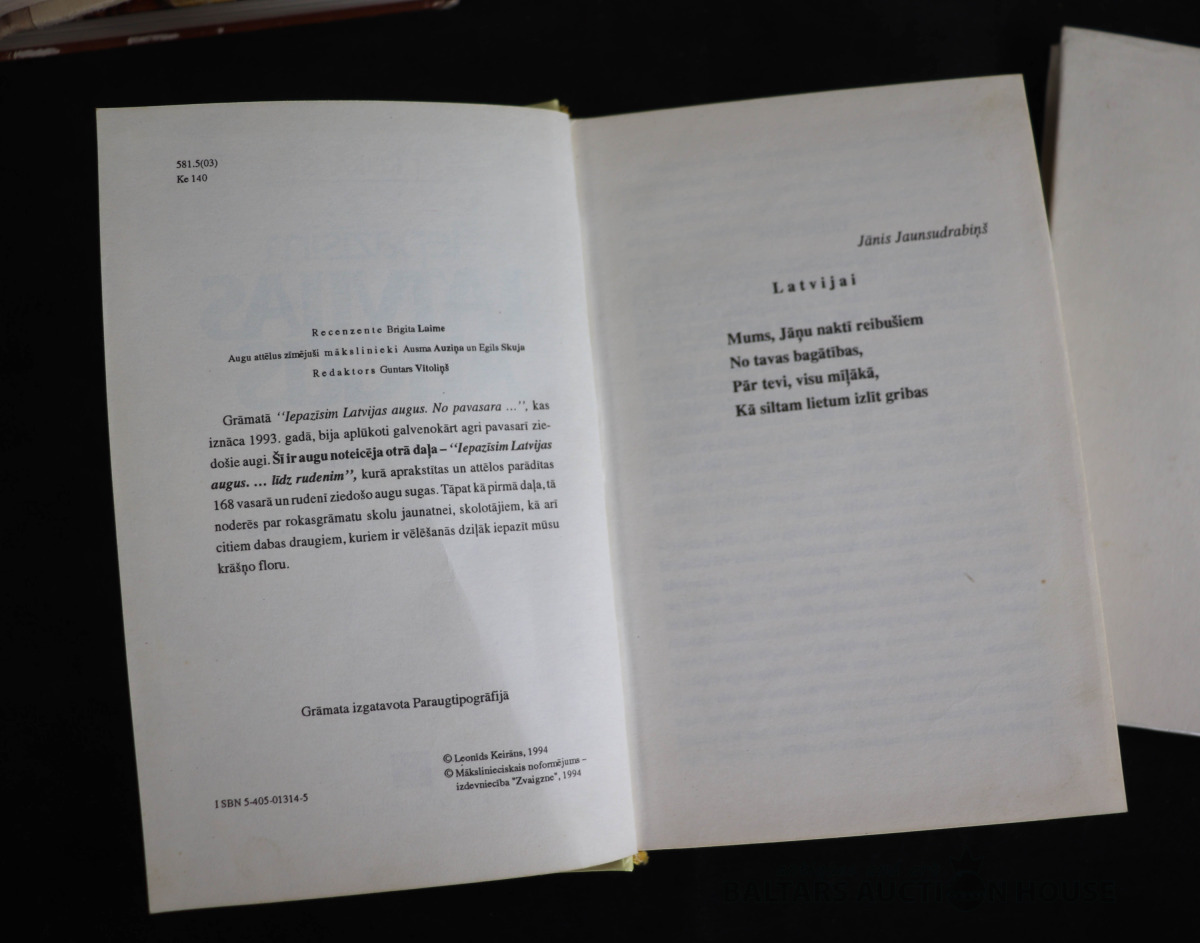 581.5(03)
Ke 140
Recenzente Brigita Laime
Augu attēlus zīmējuši mākslinieki Ausma Auziņa un Egils Skuja
Redaktors Guntars Vītoliņš
Grāmatā "Iepazīsim Latvijas augus. No pavasara ...", kas
iznāca 1993. gadā, bija aplūkoti galvenokārt agri pavasarī zie-
došie augi. Šī ir augu noteicēja otrā daļa – "Iepazīsim Latvijas
augus. ... līdz rudenim", kurā aprakstītas un attēlos parādītas
168 vasarā un rudenī ziedošo augu sugas. Tāpat kā pirmā daļa, tā
noderēs par rokasgrāmatu skolu jaunatnei, skolotājiem, kā arī
citiem dabas draugiem, kuriem ir vēlēšanās dziļāk iepazīt mūsu
krāšņo floru.
Grāmata izgatavota Paraugtipogrāfijā
© Ļeonīds Keirāns, 1994
© Mākslinieciskais noformējums –
izdevniecība "Zvaigzne", 1994
ISBN 5-405-01314-5
Jānis Jaunsudrabiņš
Latvijai
Mums, Jāņu naktī reibušiem
No tavas bagātības,
Pār tevi, visu mīļākā,
Kā siltam lietum izlīt gribas
BALTARS AUCTION HOUSE